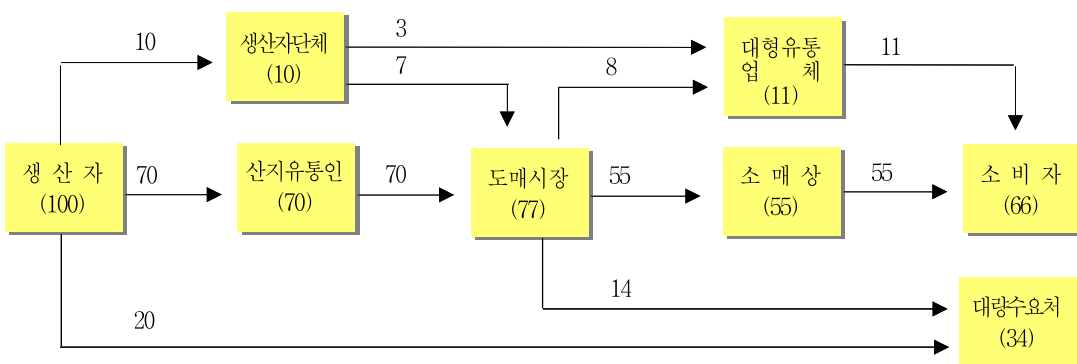 10
생산자단체
(10)
3
7
8
대형유통
업 체
(11)
11
생 산 자
(100)
70
산지유통인
(70)
70
도매시장
(77)
55
소 매 상
(55)
55
소 비 자
(66)
14
20
대량수요처
(34)